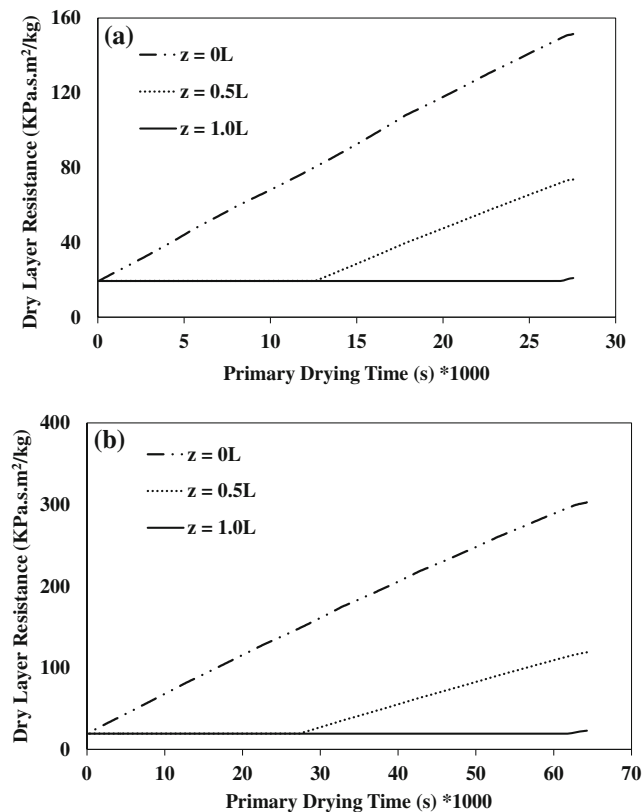 (a)
z = 0L
z = 0.5L
z = 1.0L
Dry Layer Resistance (KPa.s.m²/kg)
160
120
80
40
0
0 5 10 15 20 25 30
Primary Drying Time (s) *1000
(b)
z = 0L
z = 0.5L
z = 1.0L
Dry Layer Resistance (KPa.s.m²/kg)
400
300
200
100
0
0 10 20 30 40 50 60 70
Primary Drying Time (s) *1000